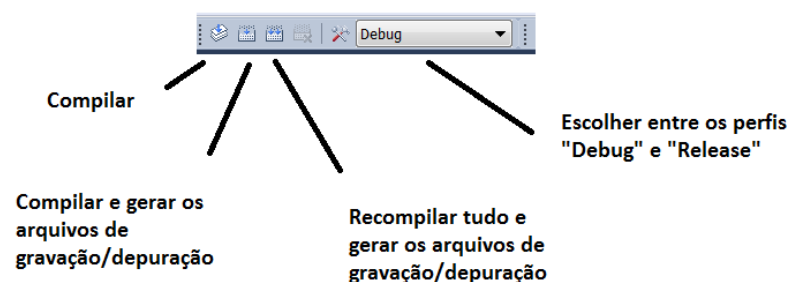 Debug
Compilar
Escolher entre os perfis
"Debug" e "Release"
Compilar e gerar os
arquivos de
gravação/depuração
Recompilar tudo e
gerar os arquivos de
gravação/depuração